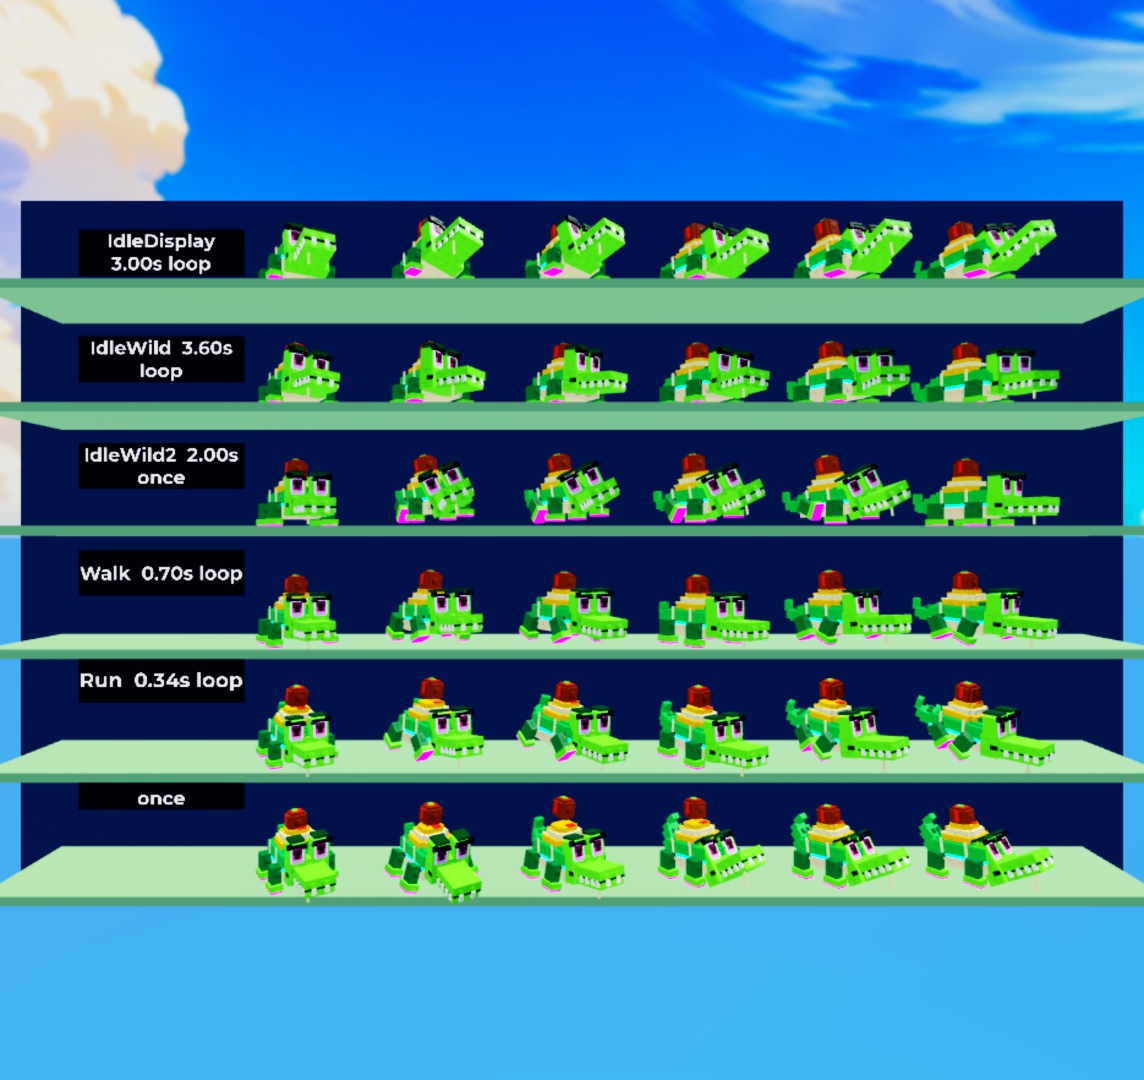 IdleDisplay
3.00s loop
IdleWild 3.60s
loop
IdleWild2 2.00s
once
Walk 0.70s loop
Run 0.34s loop
once